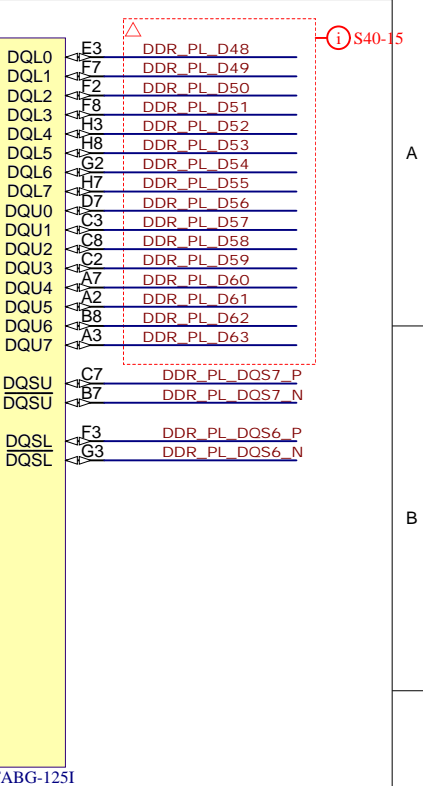 S40-15
DQL0 E3 DDR_PL_D48
DQL1 F7 DDR_PL_D49
DQL2 F2 DDR_PL_D50
DQL3 F8 DDR_PL_D51
DQL4 H3 DDR_PL_D52
DQL5 H8 DDR_PL_D53
DQL6 G2 DDR_PL_D54
DQL7 H7 DDR_PL_D55
DQU0 D7 DDR_PL_D56
DQU1 C3 DDR_PL_D57
DQU2 C8 DDR_PL_D58
DQU3 C2 DDR_PL_D59
DQU4 A7 DDR_PL_D60
DQU5 A2 DDR_PL_D61
DQU6 B8 DDR_PL_D62
DQU7 A3 DDR_PL_D63
A
DQSU C7 DDR_PL_DQS7_P
DQSU B7 DDR_PL_DQS7_N
DQSL F3 DDR_PL_DQS6_P
DQSL G3 DDR_PL_DQS6_N
B
ABG-125I